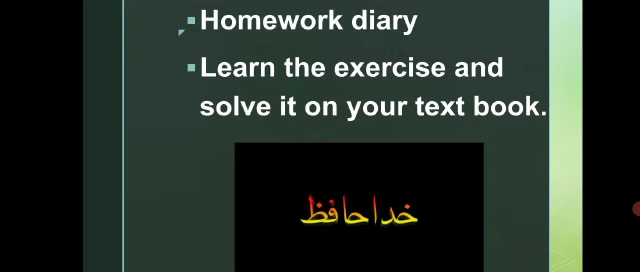 Homework diary
Learn the exercise and
solve it on your text book.
خداحافظ